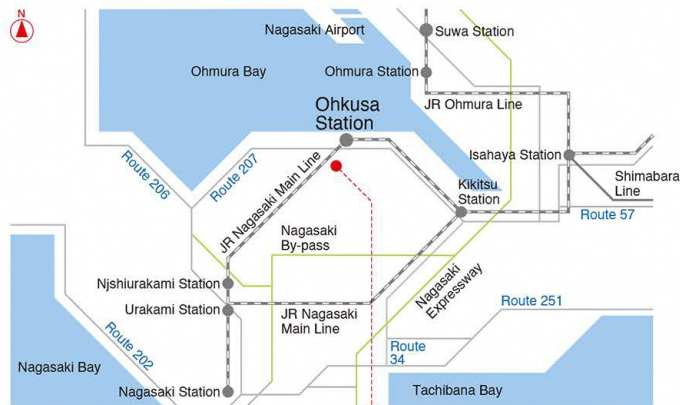 N
Nagasaki Airport
Suwa Station
Ohmura Bay
Ohmura Station
Ohkusa
Station
JR Ohmura Line
Isahaya Station
Route 206
Route 207
JR Nagasaki Main Line
Kikitsu
Station
Shimabara
Line
Route 57
Nagasaki
By-pass
Njshiurakami Station
Nagasaki
Expressway
Urakami Station
JR Nagasaki
Main Line
Route 251
Route 202
Route
34
Nagasaki Bay
Nagasaki Station
Tachibana Bay